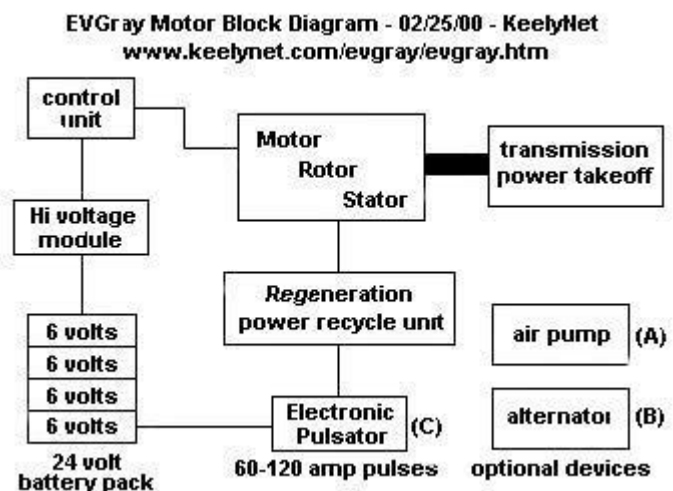 EVGray Motor Block Diagram - 02/25/00 - KeelyNet
www.keelynet.com/evgray/evgray.htm
control
unit
Motor
Rotor
Stator
transmission
power takeoff
Hi voltage
module
Regeneration
power recycle unit
6 volts
6 volts
6 volts
6 volts
24 volt
battery pack
Electronic
Pulsator
(C)
60-120 amp pulses
air pump
(A)
alternator
(B)
optional devices